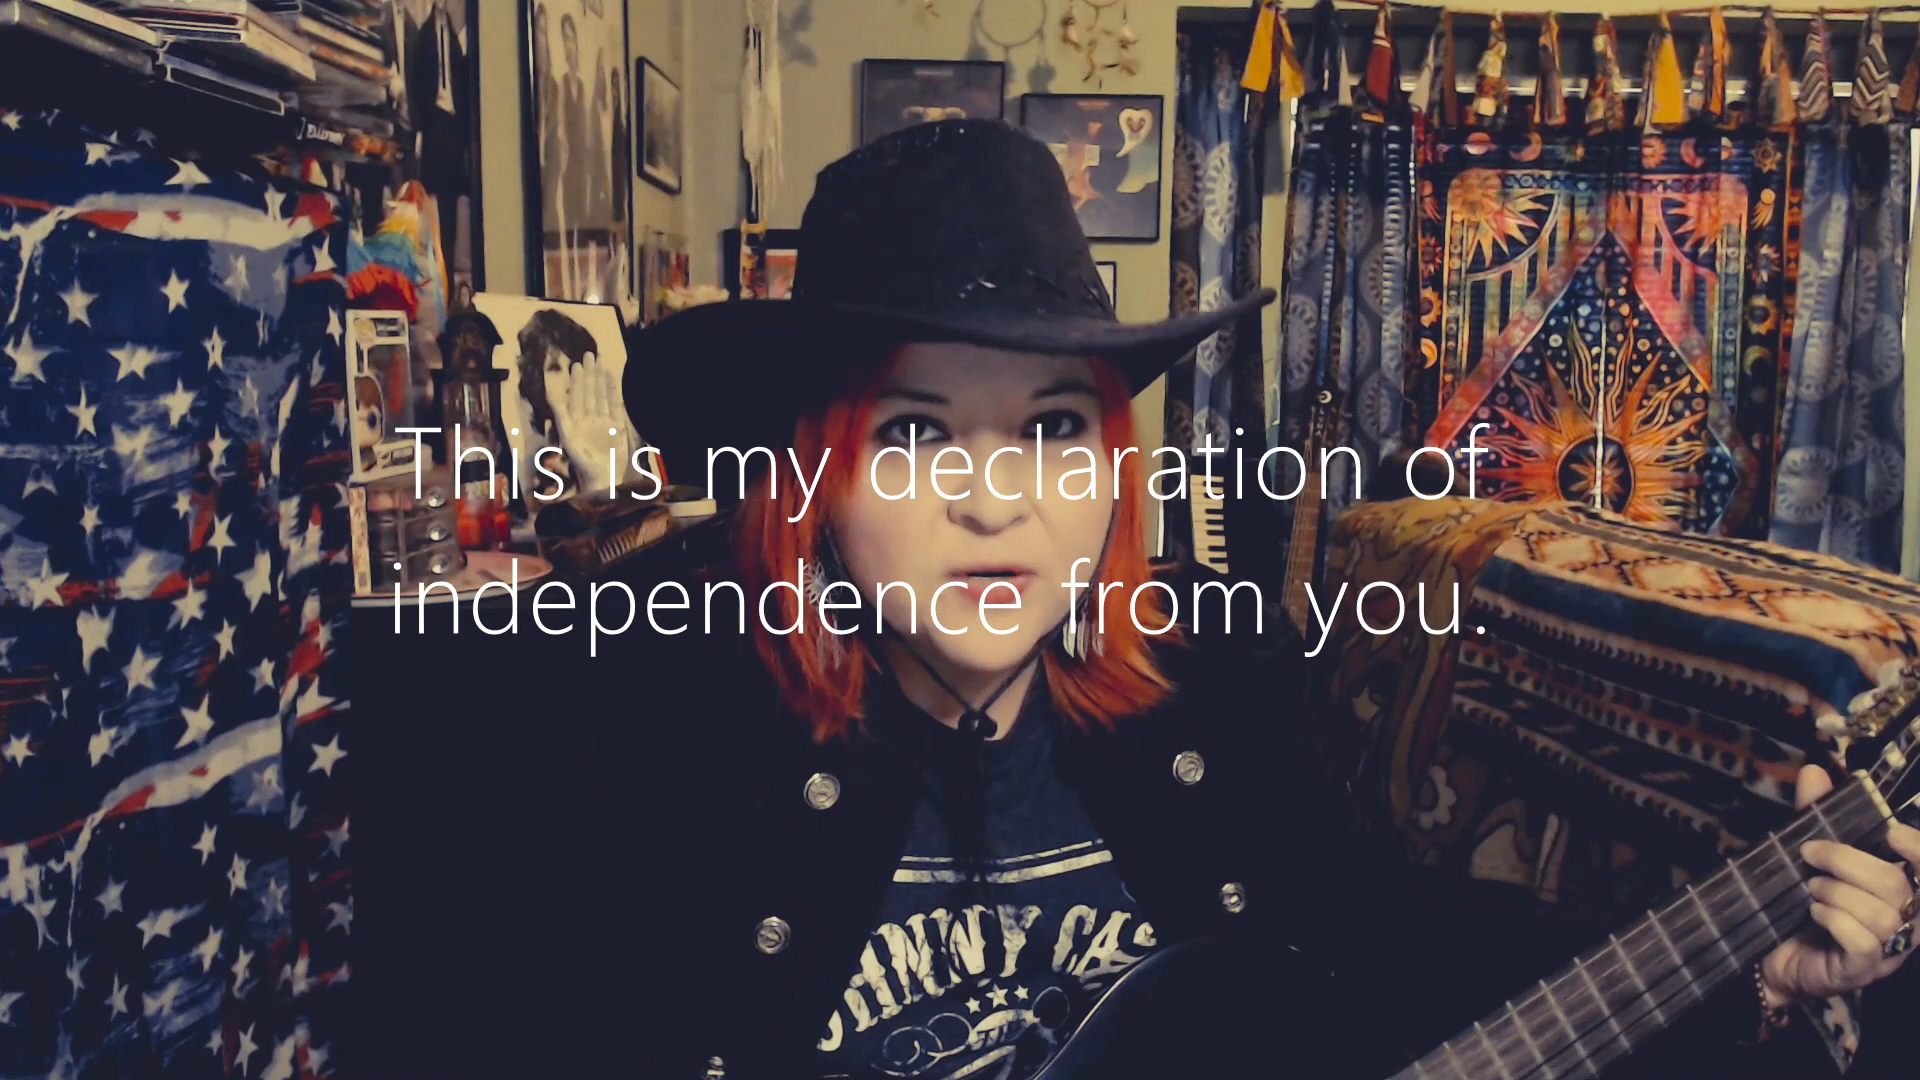 This is my declaration of
independence from you.